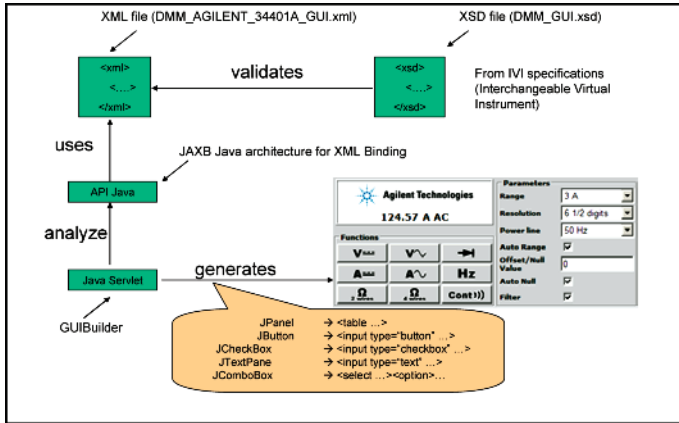 XML file (DMM_AGILENT_34401A_GUI.xml)
XSD file (DMM_GUI.xsd)
<xml>
<....>
</xml>
validates
<xsd>
<....>
</xsd>
From IVI specifications
(Interchangeable Virtual
Instrument)
uses
JAXB Java architecture for XML Binding
API Java
analyze
Java Servlet
generates
GUIBuilder
Agilent Technologies
124.57 A AC
Functions
V
V
A
A
Hz
Ω
2 wires
Ω
4 wires
Cont)))
Parameters
Range 3 A
Resolution 6 1/2 digits
Power line 50 Hz
Auto Range
Offset/Null
Value 0
Auto Null
Filter
JPanel → <table ...>
JButton → <input type="button" ...>
JCheckBox → <input type="checkbox" ...>
JTextPane → <input type="text" ...>
JComboBox → <select ...><option>...